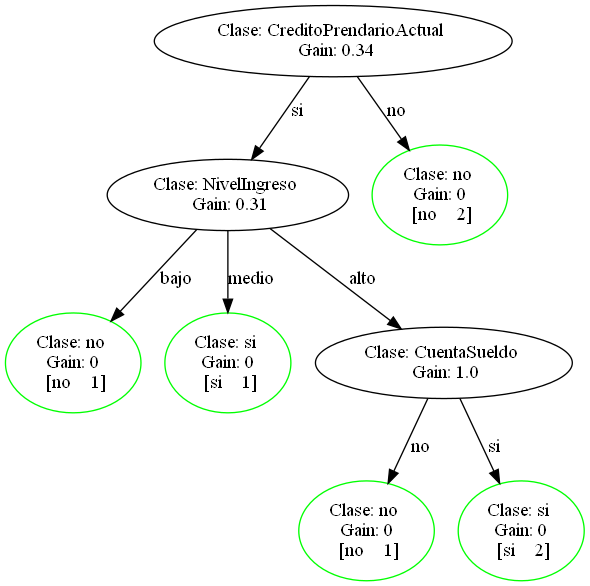 Clase: CreditoPrendarioActual
Gain: 0.34
si
no
Clase: no
Gain: 0
[no    2]
Clase: NivelIngreso
Gain: 0.31
bajo
medio
alto
Clase: no
Gain: 0
[no    1]
Clase: si
Gain: 0
[si    1]
Clase: CuentaSueldo
Gain: 1.0
no
si
Clase: no
Gain: 0
[no    1]
Clase: si
Gain: 0
[si    2]